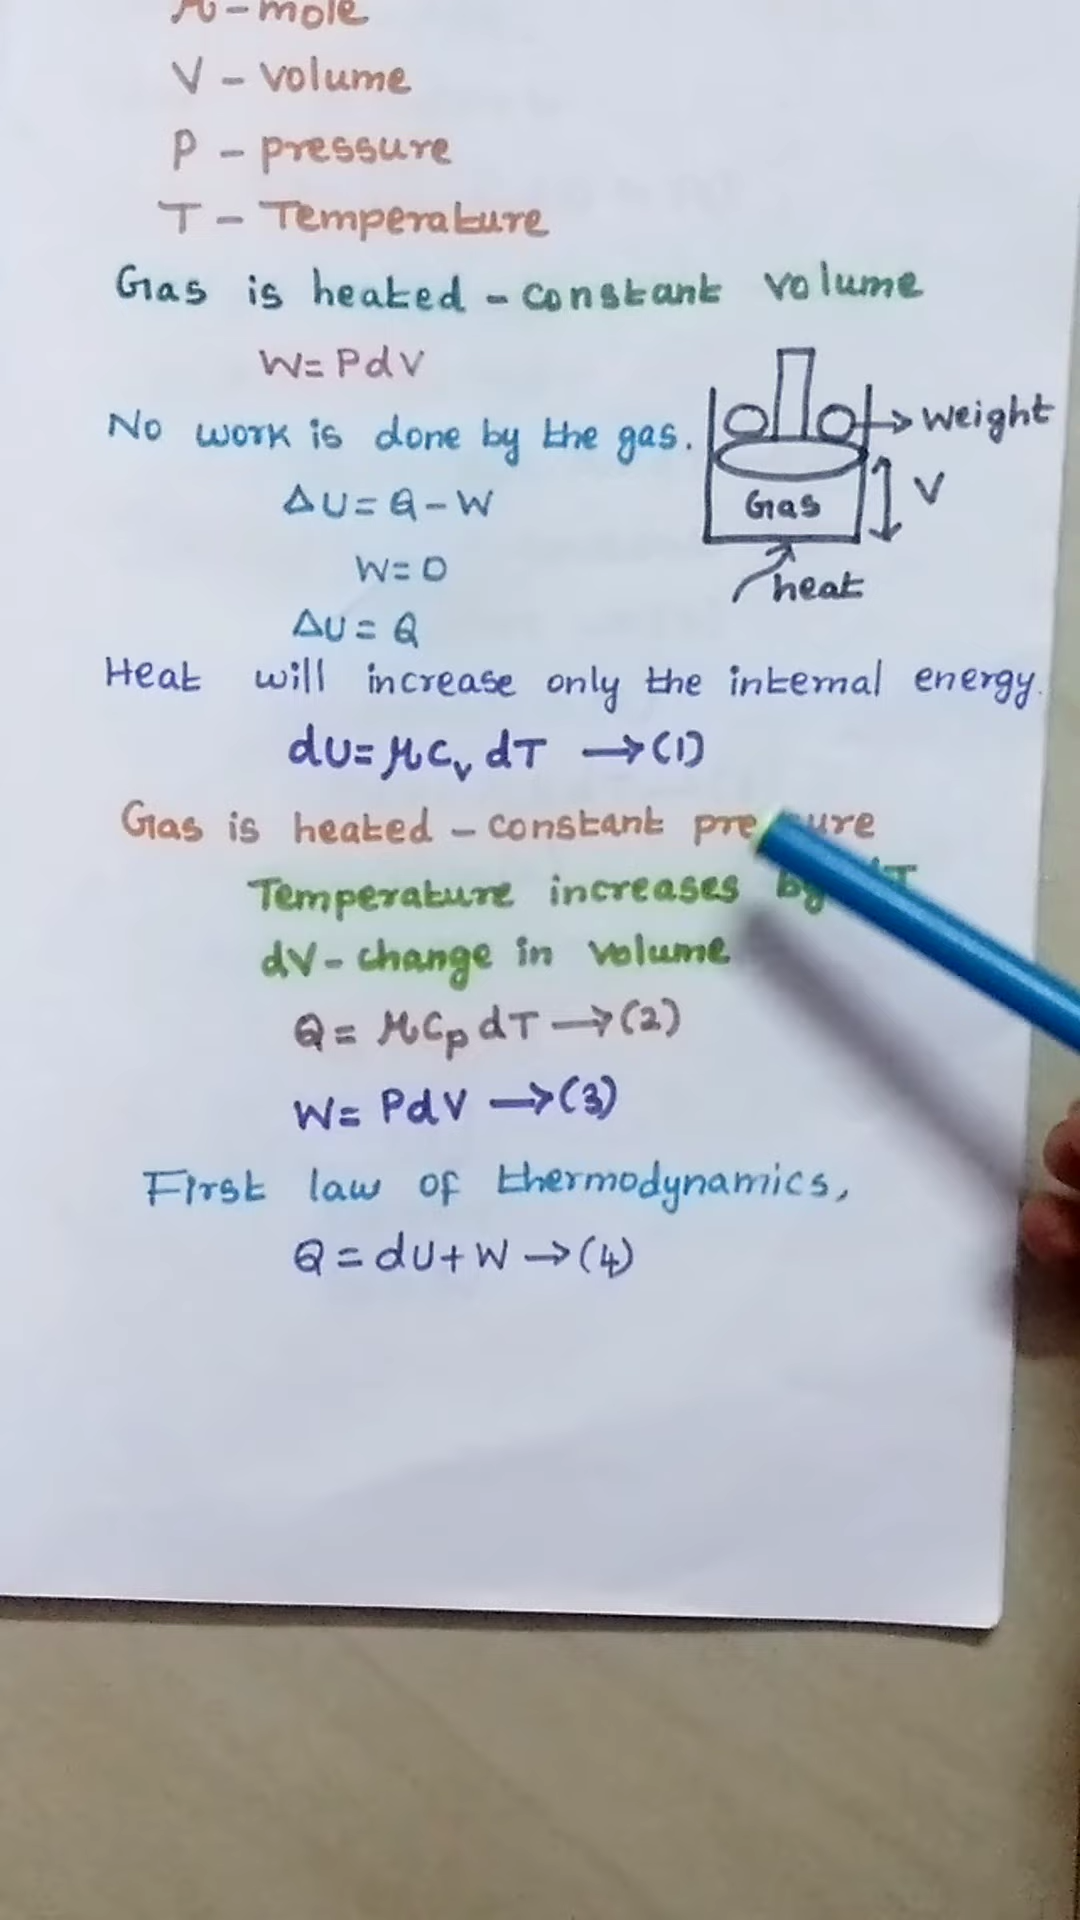 μ - mole
V - volume
P - pressure
T - Temperature
Gas is heated - constant volume
W = PdV
No work is done by the gas.
Weight
Gas
V
heat
ΔU = Q - W
W = 0
ΔU = Q
Heat will increase only the internal energy.
dU = μCv dT → (1)
Gas is heated - constant
Temperature increases by
dV - change in volume
Q = μCp dT → (2)
W = PdV → (3)
First law of thermodynamics,
Q = dU + W → (4)